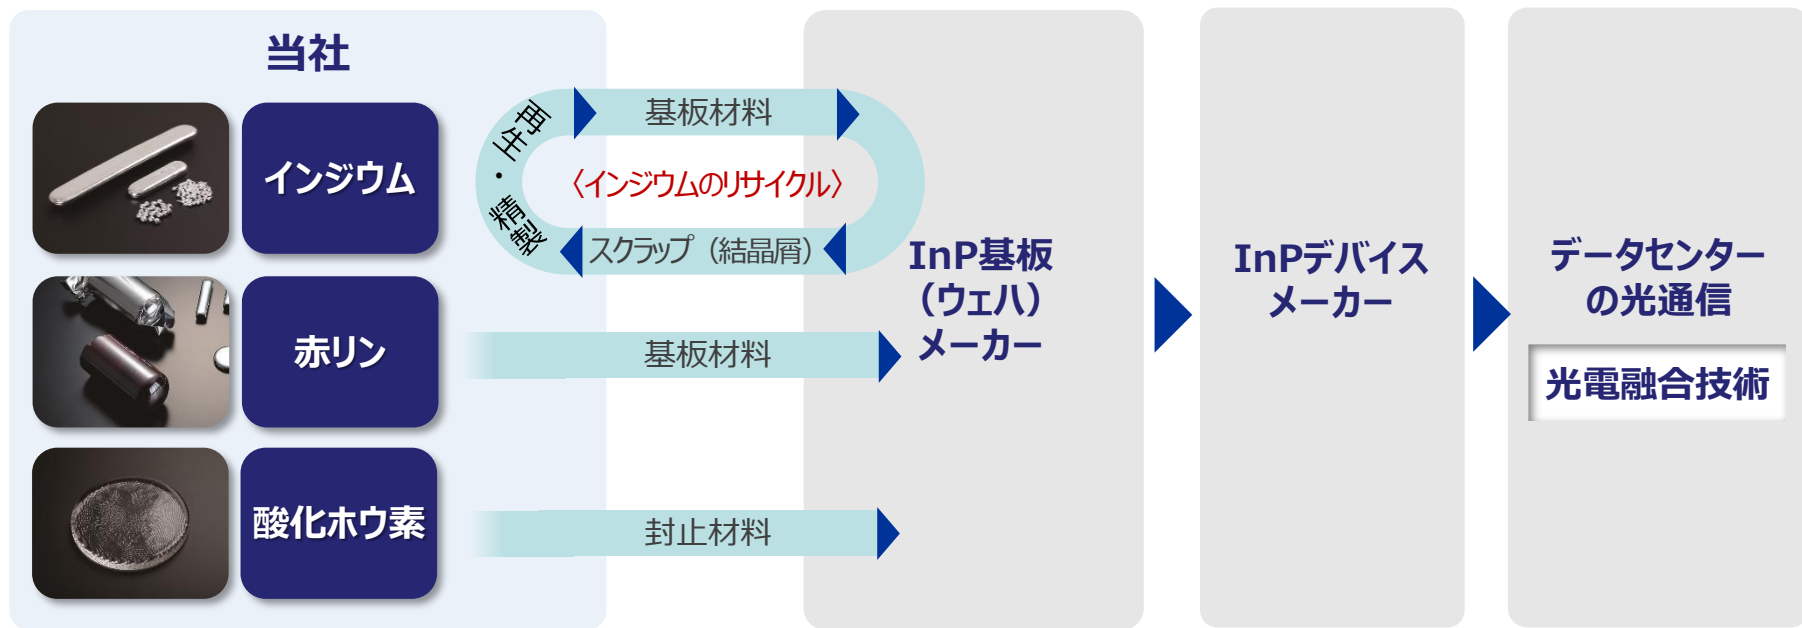 当社
インジウム
再生・精製
基板材料
〈インジウムのリサイクル〉
スクラップ（結晶屑）
赤リン
基板材料
酸化ホウ素
封止材料
InP基板
（ウェハ）
メーカー
InPデバイス
メーカー
データセンター
の光通信
光電融合技術